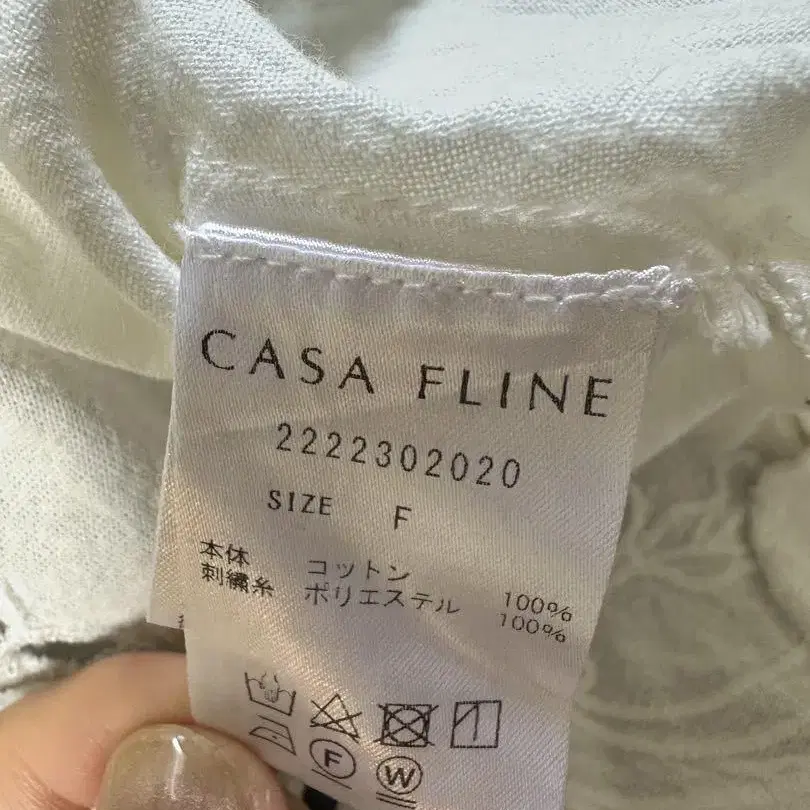 CASA FLINE
2222302020
SIZE F
本体 コットン 100%
刺繍糸 ポリエステル 100%
F
W